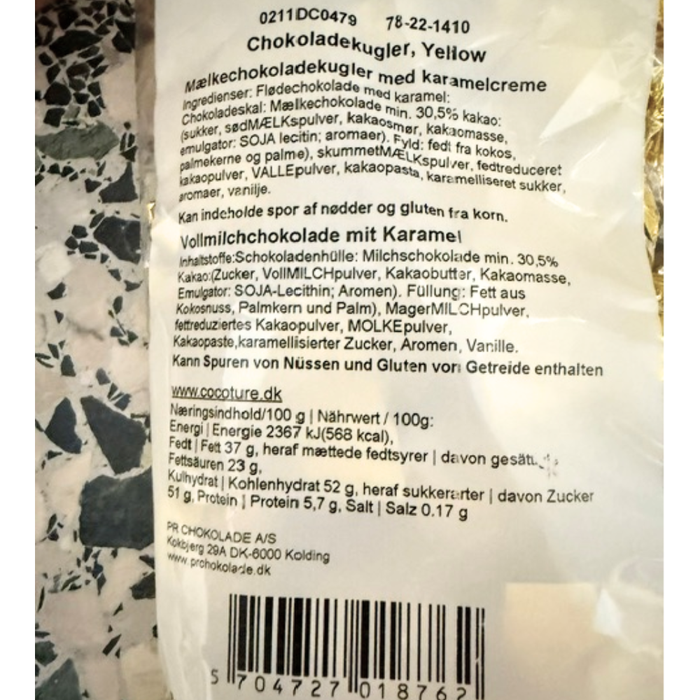 0211DC0479 78-22-1410
Chokoladekugler, Yellow
Mælkechokoladekugler med karamelcreme
Ingredienser: Flødechokolade med karamel:
Chokoladeskal: Mælkechokolade min. 30,5% kakao:
(sukker, sødMÆLKspulver, kakaosmør, kakaomasse,
emulgator: SOJA lecitin; aromaer). Fyld: fedt fra kokos,
palmekerne og palme), skummetMÆLKspulver, fedtreduceret
kakaopulver, VALLEpulver, kakaopasta, karamelliseret sukker,
aromaer, vanilje.
Kan indeholde spor af nødder og gluten fra korn.
Vollmilchchokolade mit Karamel
Inhaltstoffe:Schokoladenhülle: Milchschokolade min. 30,5%
Kakao:(Zucker, VollMILCHpulver, Kakaobutter, Kakaomasse,
Emulgator: SOJA-Lecithin; Aromen). Füllung: Fett aus
Kokosnuss, Palmkern und Palm), MagerMILCHpulver,
fettreduziertes Kakaopulver, MOLKEpulver,
Kakaopaste,karamellisierter Zucker, Aromen, Vanille.
Kann Spuren von Nüssen und Gluten von Getreide enthalten
www.cocoture.dk
Næringsindhold/100 g | Nährwert / 100g:
Energi | Energie 2367 kJ(568 kcal),
Fedt | Fett 37 g, heraf mættede fedtsyrer | davon gesätt.
Fettsäuren 23 g,
Kulhydrat | Kohlenhydrat 52 g, heraf sukkerarter | davon Zucker
51 g, Protein | Protein 5,7 g, Salt | Salz 0.17 g
PR CHOKOLADE A/S
Kokbjerg 29A DK-6000 Kolding
www.prchokolade.dk
5 704727 018762